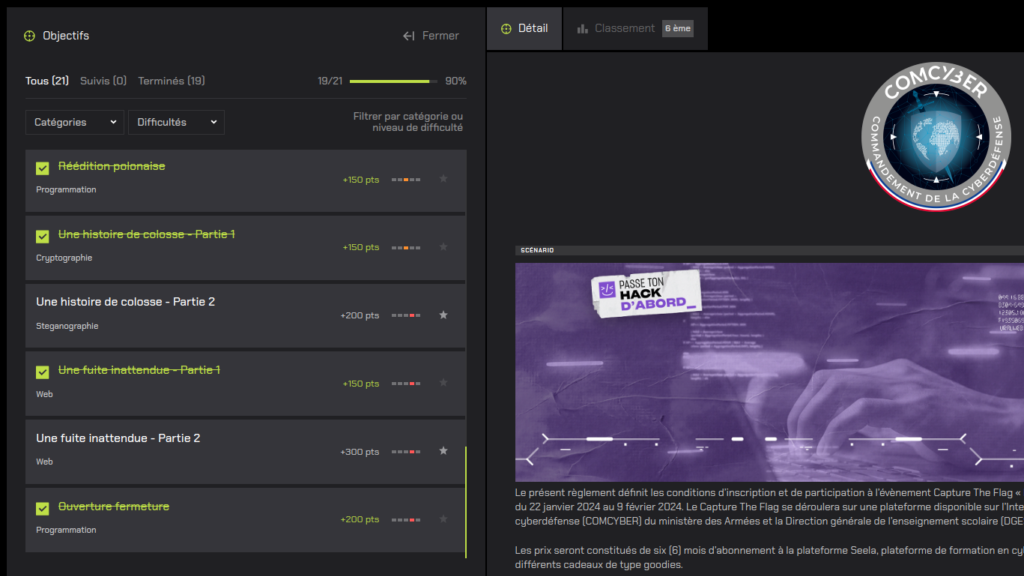 Objectifs
Fermer
Tous (21) Suivis (0) Terminés (19)
19/21 90%
Catégories
Difficultés
Filtrer par catégorie ou
niveau de difficulté
Réédition polonaise
+150 pts
Programmation
Une histoire de colosse - Partie 1
+150 pts
Cryptographie
Une histoire de colosse - Partie 2
+200 pts
Steganographie
Une fuite inattendue - Partie 1
+150 pts
Web
Une fuite inattendue - Partie 2
+300 pts
Web
Ouverture fermeture
+200 pts
Programmation
Détail
Classement 6 ème
COMCYBER
COMMANDEMENT DE LA CYBERDÉFENSE
SCÉNARIO
PASSE TON
HACK
D'ABORD_
Le présent règlement définit les conditions d'inscription et de participation à l'évènement Capture The Flag «
du 22 janvier 2024 au 9 février 2024. Le Capture The Flag se déroulera sur une plateforme disponible sur l'Inte
cyberdéfense (COMCYBER) du ministère des Armées et la Direction générale de l'enseignement scolaire (DGE
Les prix seront constitués de six (6) mois d'abonnement à la plateforme Seela, plateforme de formation en cy
différents cadeaux de type goodies.